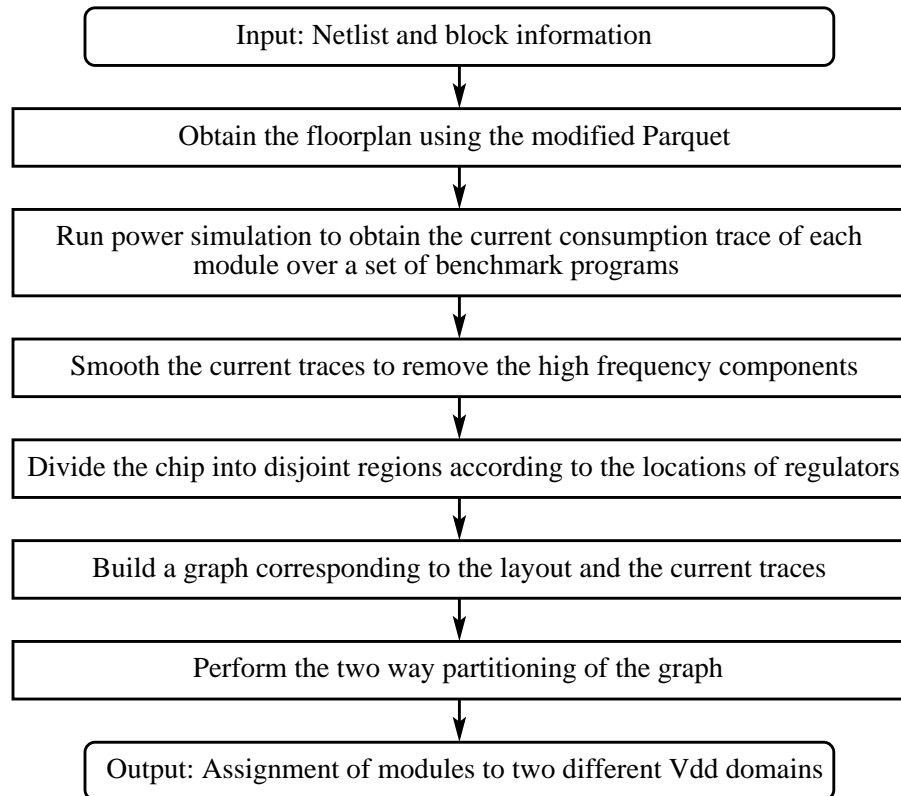 Input: Netlist and block information
Obtain the floorplan using the modified Parquet
Run power simulation to obtain the current consumption trace of each
module over a set of benchmark programs
Smooth the current traces to remove the high frequency components
Divide the chip into disjoint regions according to the locations of regulators
Build a graph corresponding to the layout and the current traces
Perform the two way partitioning of the graph
Output: Assignment of modules to two different Vdd domains